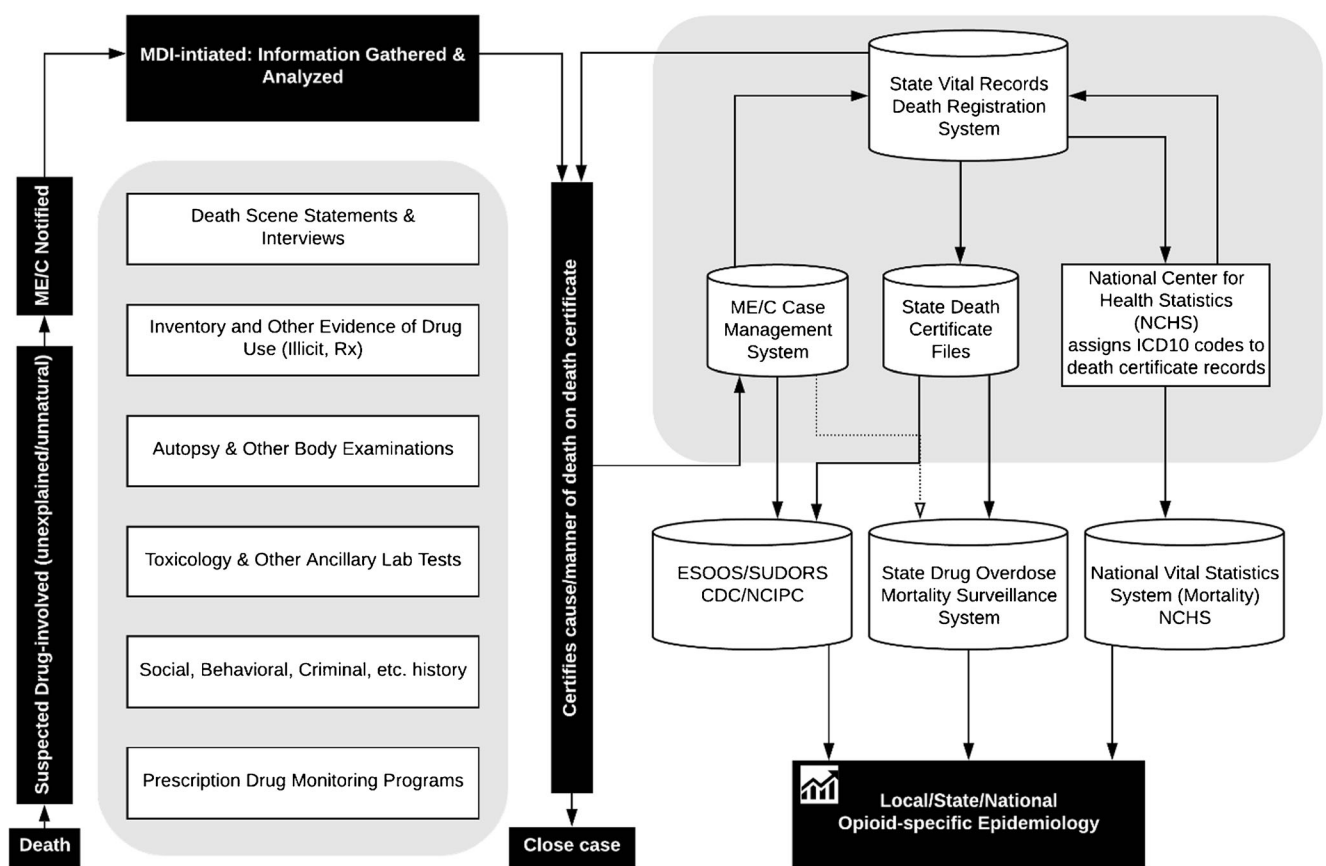 MDI-intiated: Information Gathered &
Analyzed
ME/C Notified
Suspected Drug-involved (unexplained/unnatural)
Death
Death Scene Statements &
Interviews
Inventory and Other Evidence of Drug
Use (Illicit, Rx)
Autopsy & Other Body Examinations
Toxicology & Other Ancillary Lab Tests
Social, Behavioral, Criminal, etc. history
Prescription Drug Monitoring Programs
Certifies cause/manner of death on death certificate
Close case
State Vital Records
Death Registration
System
ME/C Case
Management
System
State Death
Certificate
Files
National Center for
Health Statistics
(NCHS)
assigns ICD10 codes to
death certificate records
ESOOS/SUDORS
CDC/NCIPC
State Drug Overdose
Mortality Surveillance
System
National Vital Statistics
System (Mortality)
NCHS
Local/State/National
Opioid-specific Epidemiology